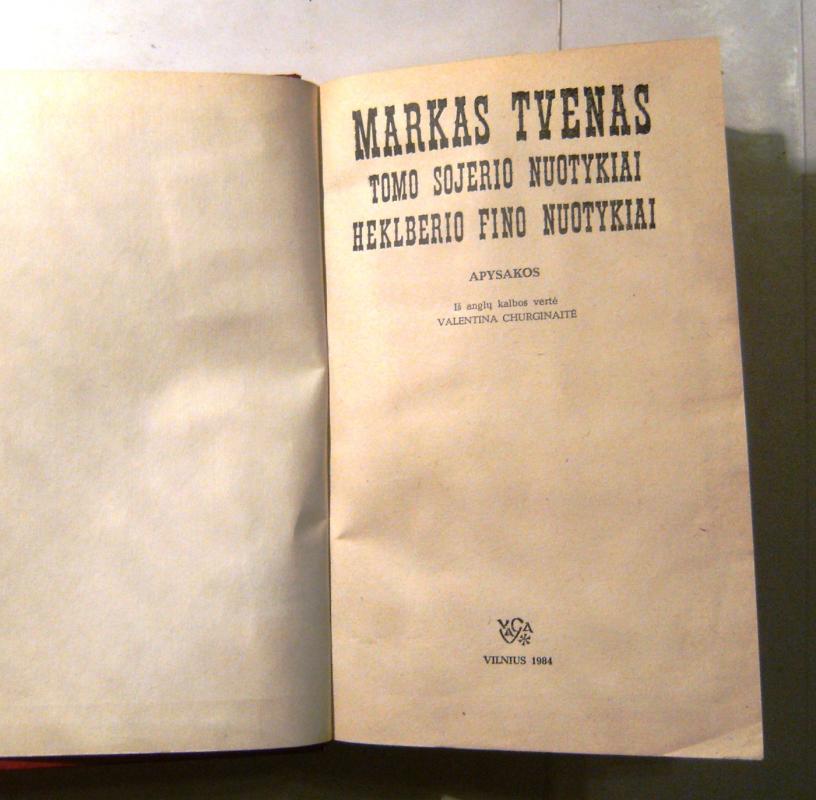 MARKAS TVENAS
TOMO SOJERIO NUOTYKIAI
HEKLBERIO FINO NUOTYKIAI
APYSAKOS
Iš anglų kalbos vertė
VALENTINA CHURGINAITĖ
VILNIUS 1984